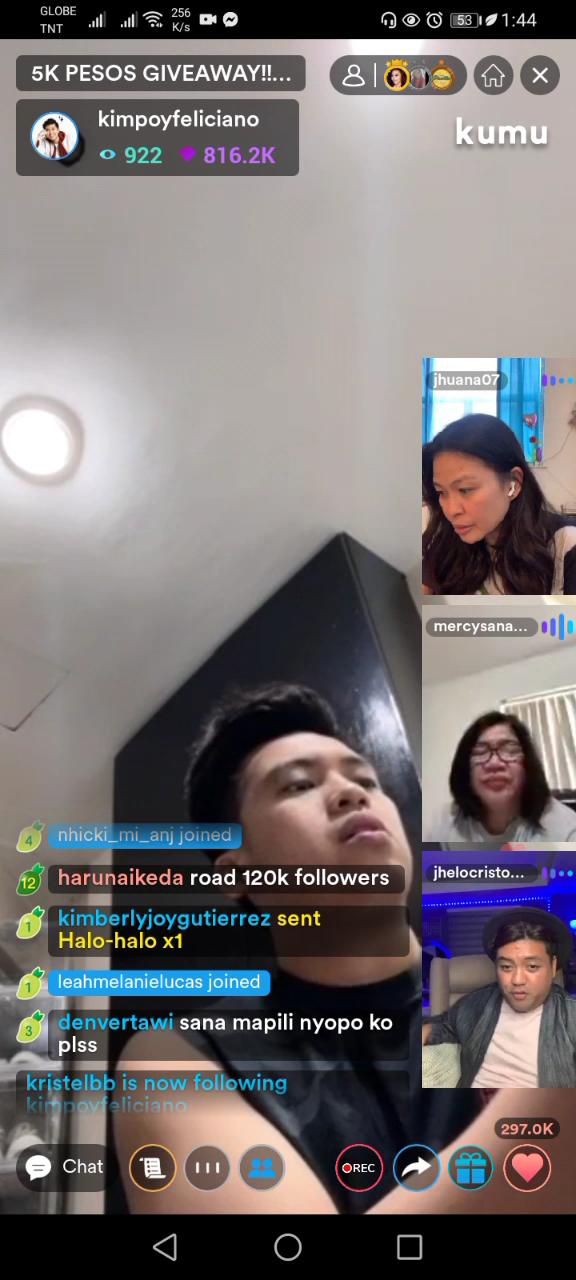 GLOBE
TNT
256
K/s
53
1:44
5K PESOS GIVEAWAY!!...
kimpoyfeliciano
922
816.2K
kumu
jhuana07
mercysana...
jhelocristo...
4
nhicki_mi_anj joined
12
harunaikeda road 120k followers
1
kimberlyjoygutierrez sent
Halo-halo x1
1
leahmelanielucas joined
3
denvertawi sana mapili nyopo ko
plss
kristelbb is now following
kimpoyfeliciano
297.0K
Chat
REC